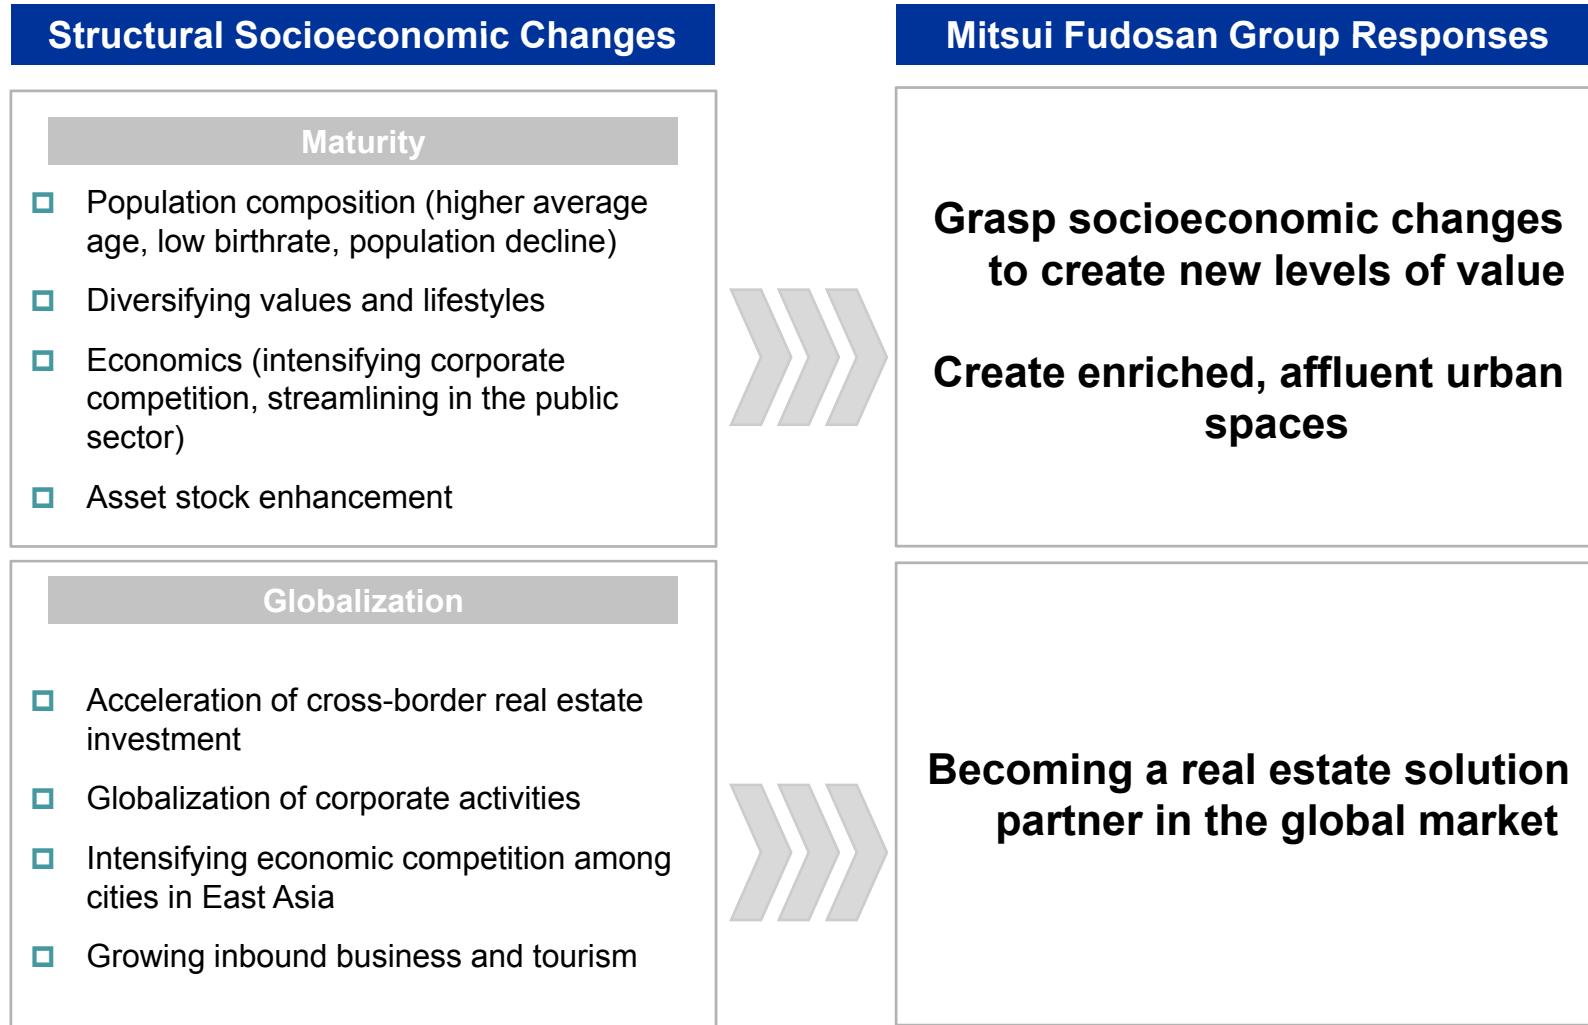 Structural Socioeconomic Changes
Mitsui Fudosan Group Responses
Maturity
Population composition (higher average
age, low birthrate, population decline)
Diversifying values and lifestyles
Economics (intensifying corporate
competition, streamlining in the public
sector)
Asset stock enhancement
Grasp socioeconomic changes
to create new levels of value
Create enriched, affluent urban
spaces
Globalization
Acceleration of cross-border real estate
investment
Globalization of corporate activities
Intensifying economic competition among
cities in East Asia
Growing inbound business and tourism
Becoming a real estate solution
partner in the global market